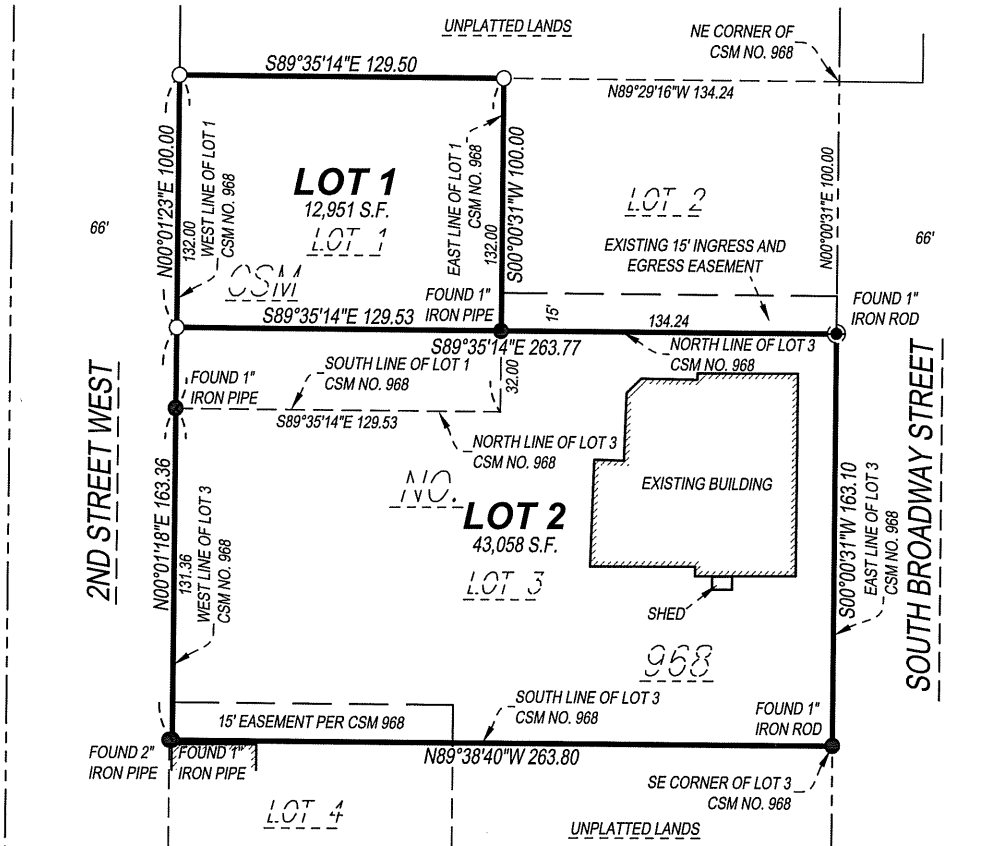 UNPLATTED LANDS
NE CORNER OF
CSM NO. 968
S89°35'14"E 129.50
N89°29'16"W 134.24
N00°01'23"E 100.00
132.00
WEST LINE OF LOT 1
CSM NO. 968
LOT 1
12,951 S.F.
LOT 1
CSM
EAST LINE OF LOT 1
CSM NO. 968
132.00
S00°00'31"W 100.00
LOT 2
N00°00'31"E 100.00
66'
66'
EXISTING 15' INGRESS AND
EGRESS EASEMENT
FOUND 1"
IRON PIPE
15'
134.24
FOUND 1"
IRON ROD
S89°35'14"E 129.53
S89°35'14"E 263.77
NORTH LINE OF LOT 3
CSM NO. 968
32.00
SOUTH LINE OF LOT 1
CSM NO. 968
FOUND 1"
IRON PIPE
S89°35'14"E 129.53
NORTH LINE OF LOT 3
CSM NO. 968
2ND STREET WEST
N00°01'18"E 163.36
131.36
WEST LINE OF LOT 3
CSM NO. 968
NO.
LOT 2
43,058 S.F.
LOT 3
EXISTING BUILDING
SHED
968
S00°00'31"W 163.10
EAST LINE OF LOT 3
CSM NO. 968
SOUTH BROADWAY STREET
15' EASEMENT PER CSM 968
SOUTH LINE OF LOT 3
CSM NO. 968
FOUND 1"
IRON ROD
FOUND 2"
IRON PIPE
FOUND 1"
IRON PIPE
N89°38'40"W 263.80
SE CORNER OF LOT 3
CSM NO. 968
LOT 4
UNPLATTED LANDS